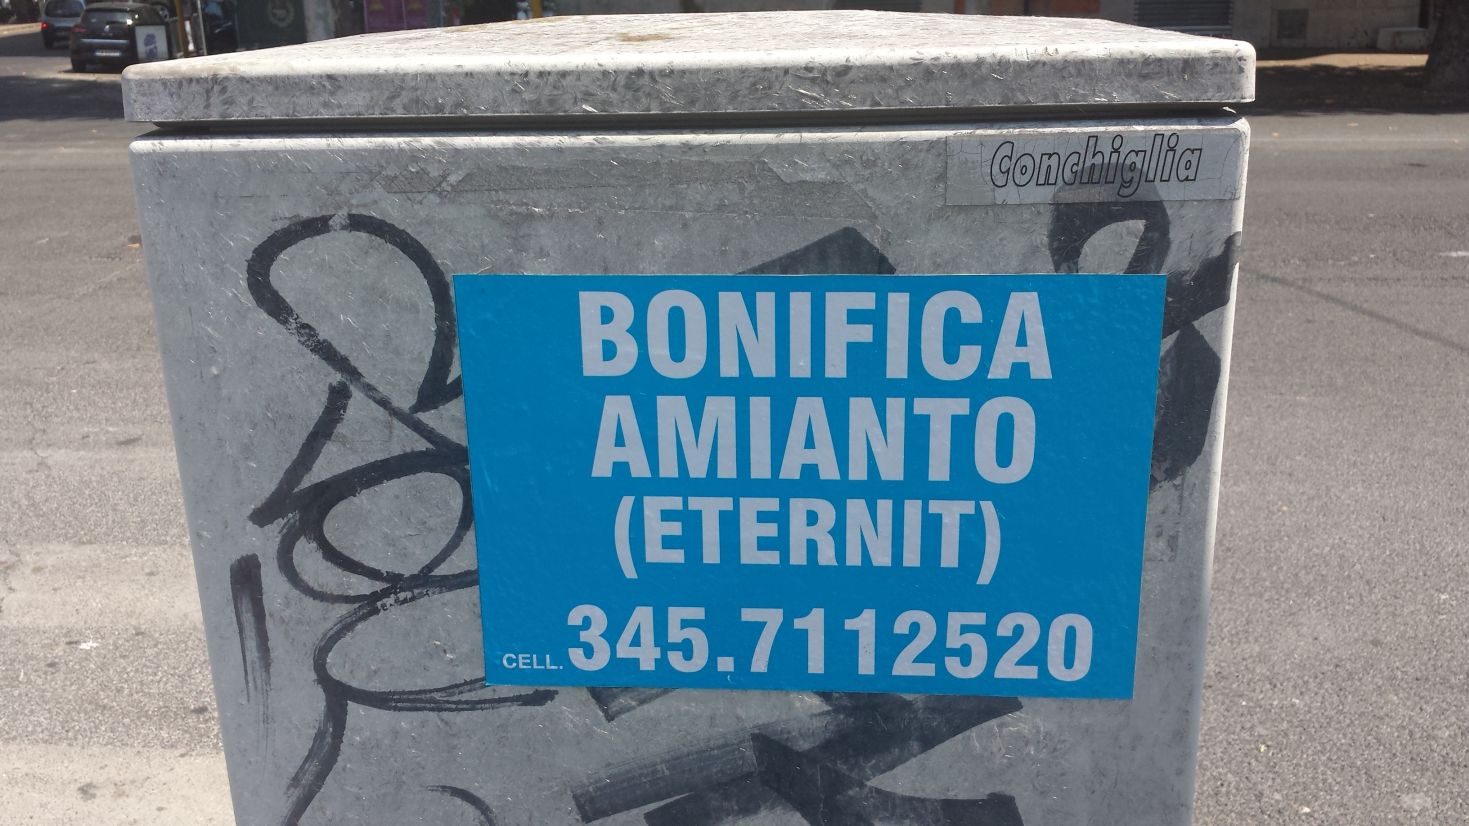 Conchiglia
BONIFICA
AMIANTO
(ETERNIT)
CELL. 345.7112520